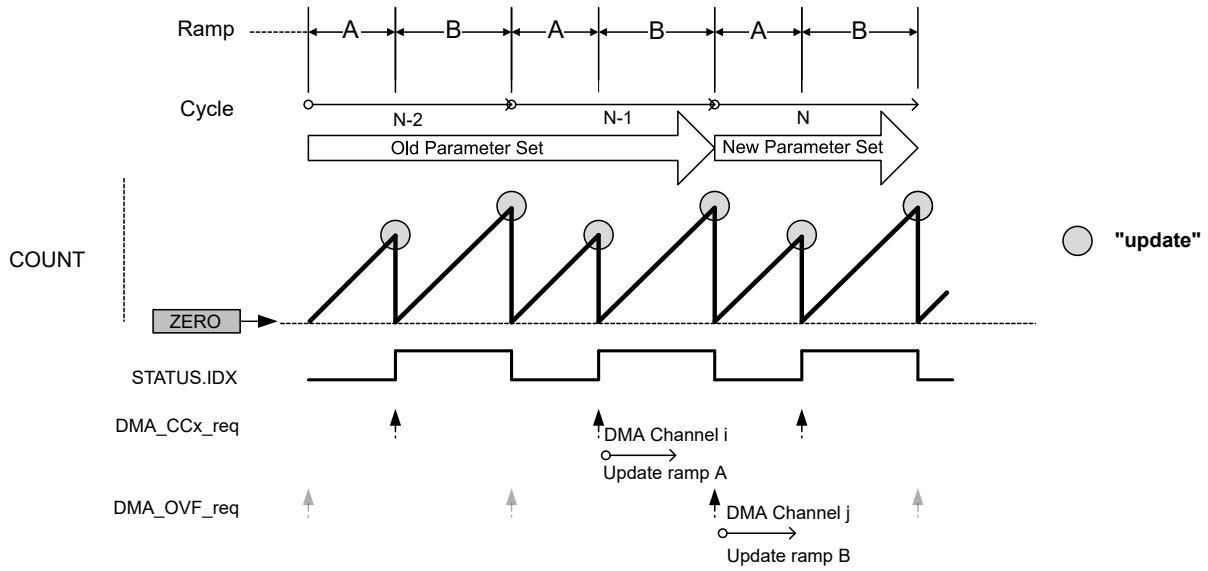 Ramp A B A B A B
Cycle
N-2 N-1 N
Old Parameter Set New Parameter Set
"update"
COUNT
ZERO
STATUS.IDX
DMA_CCx_req
DMA Channel i
Update ramp A
DMA_OVF_req
DMA Channel j
Update ramp B